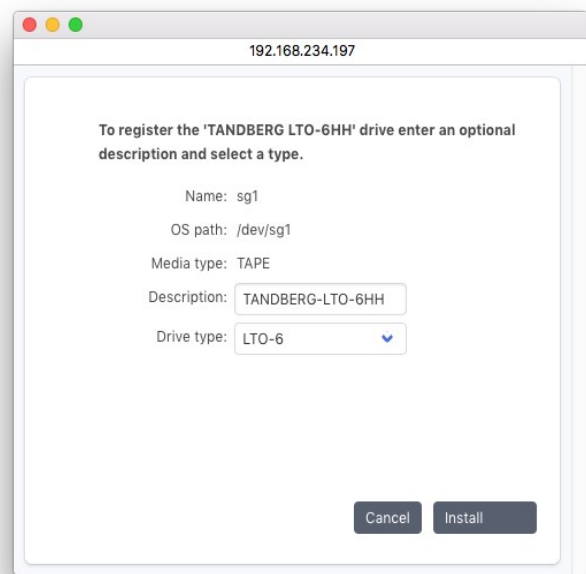 192.168.234.197
To register the 'TANDBERG LTO-6HH' drive enter an optional
description and select a type.
Name: sg1
OS path: /dev/sg1
Media type: TAPE
Description: TANDBERG-LTO-6HH
Drive type: LTO-6
Cancel Install